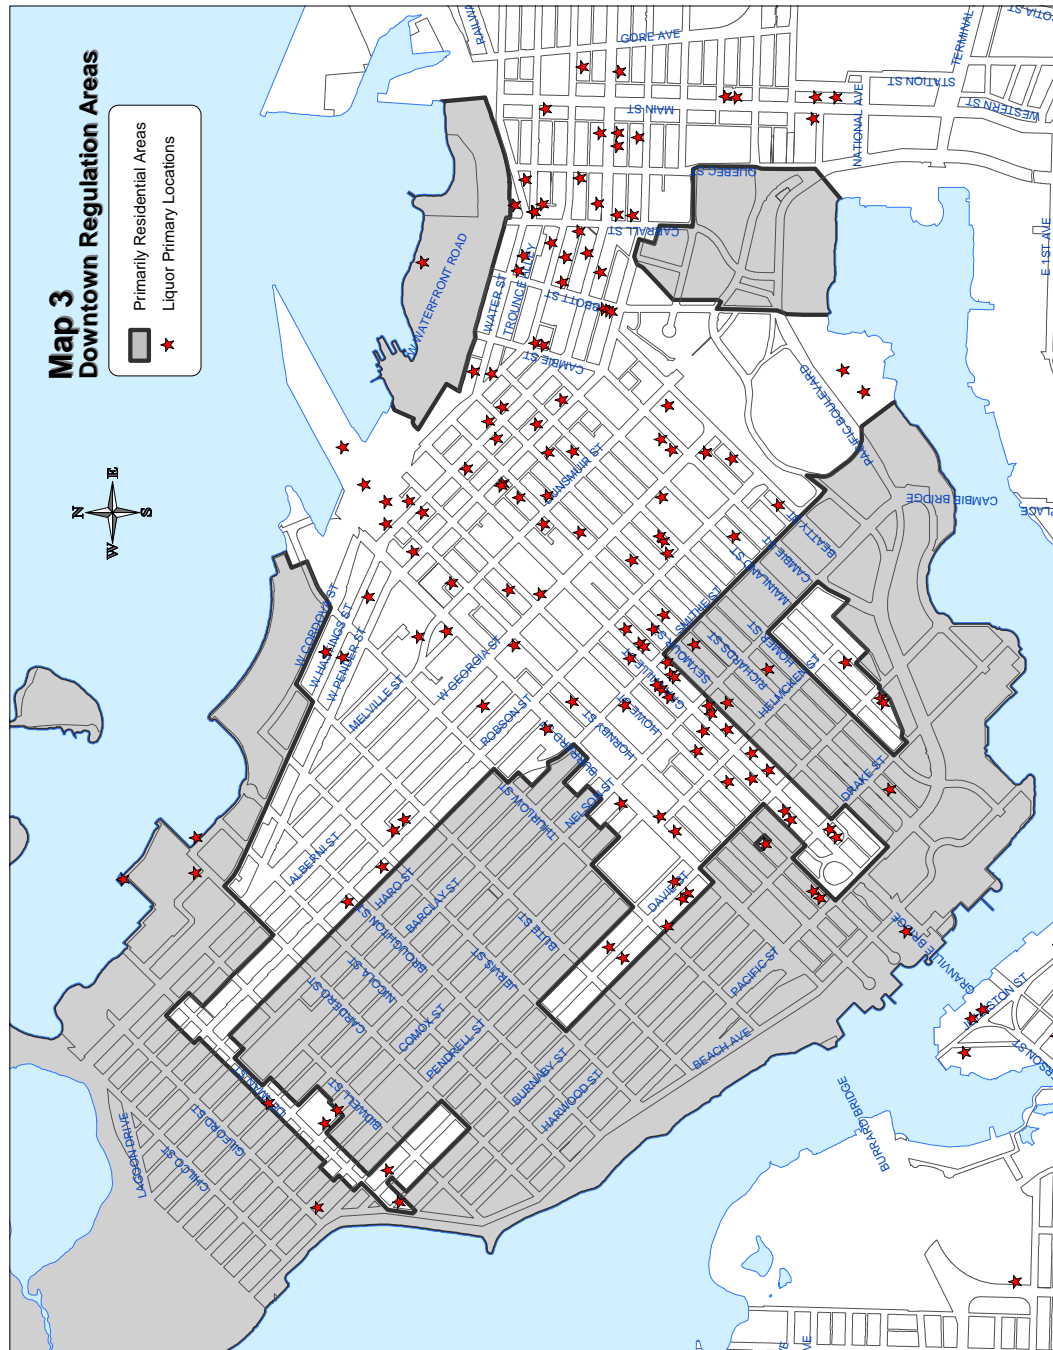 Map 3
Downtown Regulation Areas
Primarily Residential Areas
Liquor Primary Locations
N
E
S
W
GORE AVE
MAIN ST
STATION ST
TERMINAL
WESTERN ST
NATIONAL AVE
QUEBEC ST
CARRALL ST
E 1ST AVE
W WATERFRONT ROAD
WATER ST
TROUNCE ALLEY
CAMBIE ST
PACIFIC BOULEVARD
CAMBIE BRIDGE
PLACE
DUNSMUIR ST
BEATTY ST
CAMBIE ST
MAINLAND ST
SMITHE ST
HOMER ST
RICHARDS ST
SEYMOUR ST
HELMCKEN ST
HOWE ST
HORNBY ST
W CORDOVA ST
W HASTINGS ST
W PENDER ST
MELVILLE ST
W GEORGIA ST
ROBSON ST
NELSON ST
THURLOW ST
DRAKE ST
ALBERNI ST
HARO ST
BARCLAY ST
BROUGHTON ST
NICOLA ST
CARDERO ST
BUTE ST
JERVIS ST
DAVIE ST
COMOX ST
PENDRELL ST
PACIFIC ST
BEACH AVE
BURNABY ST
HARWOOD ST
BIDWELL ST
DENMAN ST
GILFORD ST
CHILCO ST
LAGOON DRIVE
GRANVILLE BRIDGE
BURRARD BRIDGE